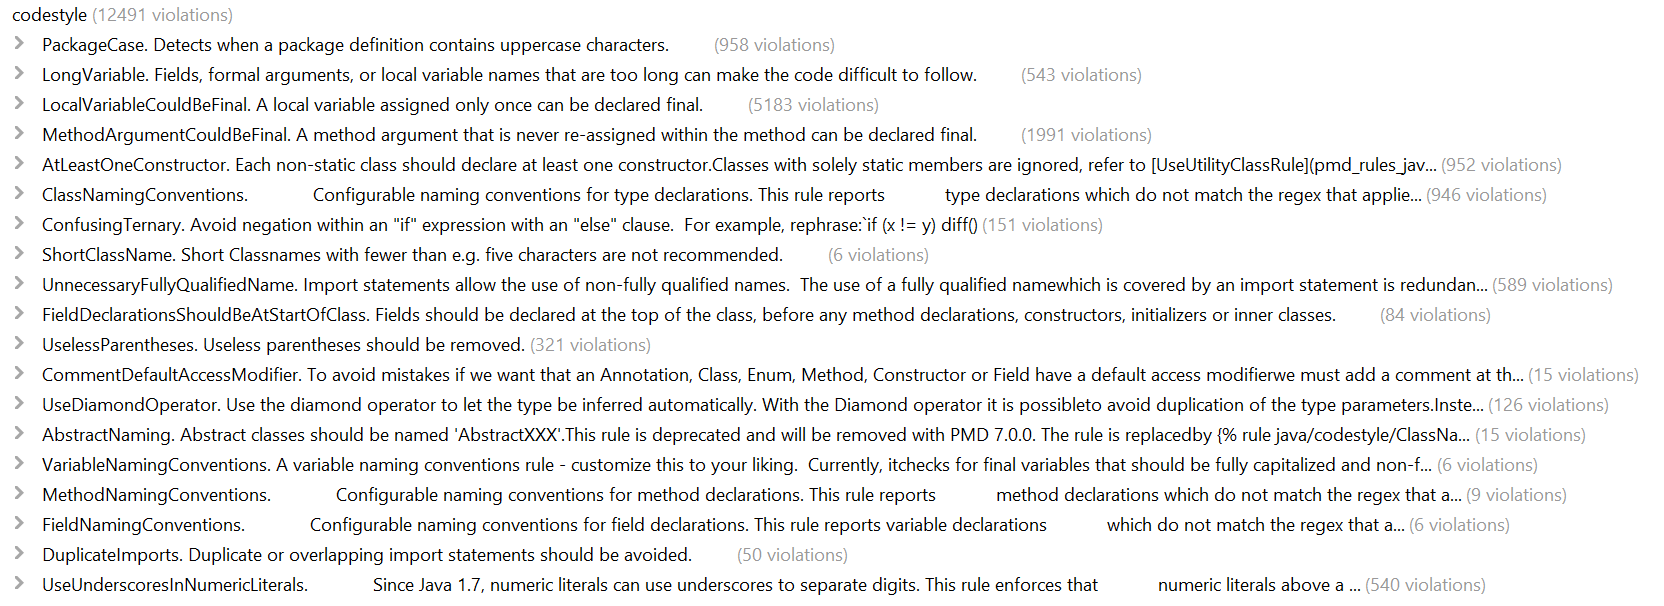 codestyle (12491 violations)
PackageCase. Detects when a package definition contains uppercase characters. (958 violations)
LongVariable. Fields, formal arguments, or local variable names that are too long can make the code difficult to follow. (543 violations)
LocalVariableCouldBeFinal. A local variable assigned only once can be declared final. (5183 violations)
MethodArgumentCouldBeFinal. A method argument that is never re-assigned within the method can be declared final. (1991 violations)
AtLeastOneConstructor. Each non-static class should declare at least one constructor.Classes with solely static members are ignored, refer to [UseUtilityClassRule](pmd_rules_jav... (952 violations)
ClassNamingConventions. Configurable naming conventions for type declarations. This rule reports type declarations which do not match the regex that applie... (946 violations)
ConfusingTernary. Avoid negation within an "if" expression with an "else" clause. For example, rephrase:`if (x != y) diff() (151 violations)
ShortClassName. Short Classnames with fewer than e.g. five characters are not recommended. (6 violations)
UnnecessaryFullyQualifiedName. Import statements allow the use of non-fully qualified names. The use of a fully qualified namewhich is covered by an import statement is redundan... (589 violations)
FieldDeclarationsShouldBeAtStartOfClass. Fields should be declared at the top of the class, before any method declarations, constructors, initializers or inner classes. (84 violations)
UselessParentheses. Useless parentheses should be removed. (321 violations)
CommentDefaultAccessModifier. To avoid mistakes if we want that an Annotation, Class, Enum, Method, Constructor or Field have a default access modifierwe must add a comment at th... (15 violations)
UseDiamondOperator. Use the diamond operator to let the type be inferred automatically. With the Diamond operator it is possibleto avoid duplication of the type parameters.Inste... (126 violations)
AbstractNaming. Abstract classes should be named 'AbstractXXX'.This rule is deprecated and will be removed with PMD 7.0.0. The rule is replacedby {% rule java/codestyle/ClassNa... (15 violations)
VariableNamingConventions. A variable naming conventions rule - customize this to your liking. Currently, itchecks for final variables that should be fully capitalized and non-f... (6 violations)
MethodNamingConventions. Configurable naming conventions for method declarations. This rule reports method declarations which do not match the regex that a... (9 violations)
FieldNamingConventions. Configurable naming conventions for field declarations. This rule reports variable declarations which do not match the regex that a... (6 violations)
DuplicateImports. Duplicate or overlapping import statements should be avoided. (50 violations)
UseUnderscoresInNumericLiterals. Since Java 1.7, numeric literals can use underscores to separate digits. This rule enforces that numeric literals above a ... (540 violations)